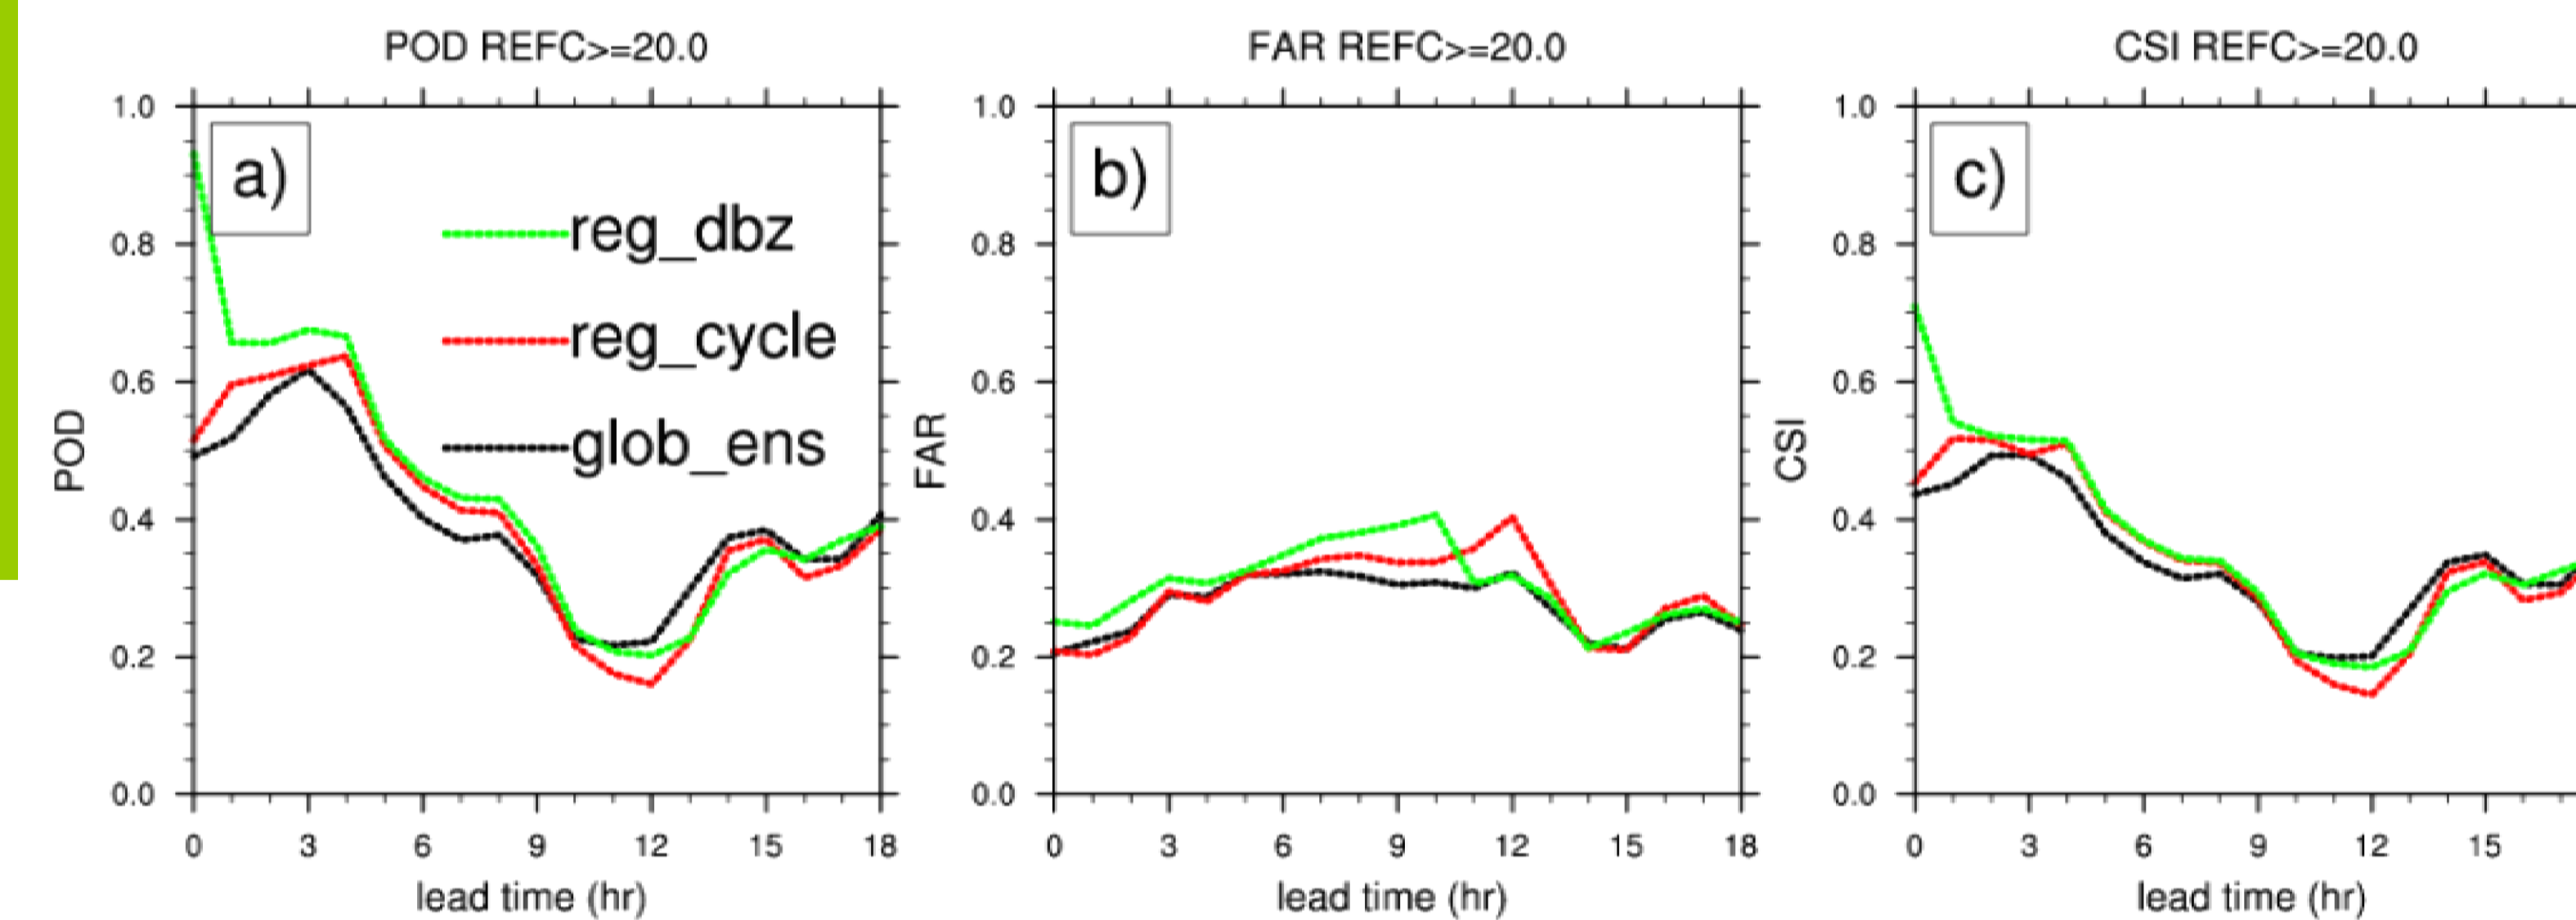 POD REFC>=20.0
1.0
0.8
0.6
0.4
0.2
0.0
POD
a)
reg_dbz
reg_cycle
glob_ens
0 3 6 9 12 15 18
lead time (hr)
FAR REFC>=20.0
1.0
0.8
0.6
0.4
0.2
0.0
FAR
b)
0 3 6 9 12 15 18
lead time (hr)
CSI REFC>=20.0
1.0
0.8
0.6
0.4
0.2
0.0
CSI
c)
0 3 6 9 12 15
lead time (hr)